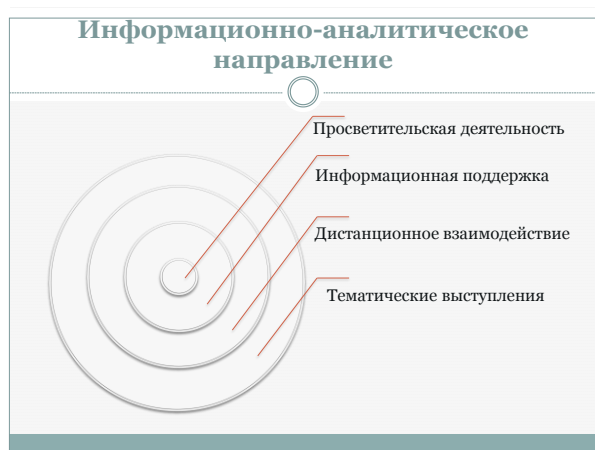 Информационно-аналитическое
направление
Просветительская деятельность
Информационная поддержка
Дистанционное взаимодействие
Тематические выступления